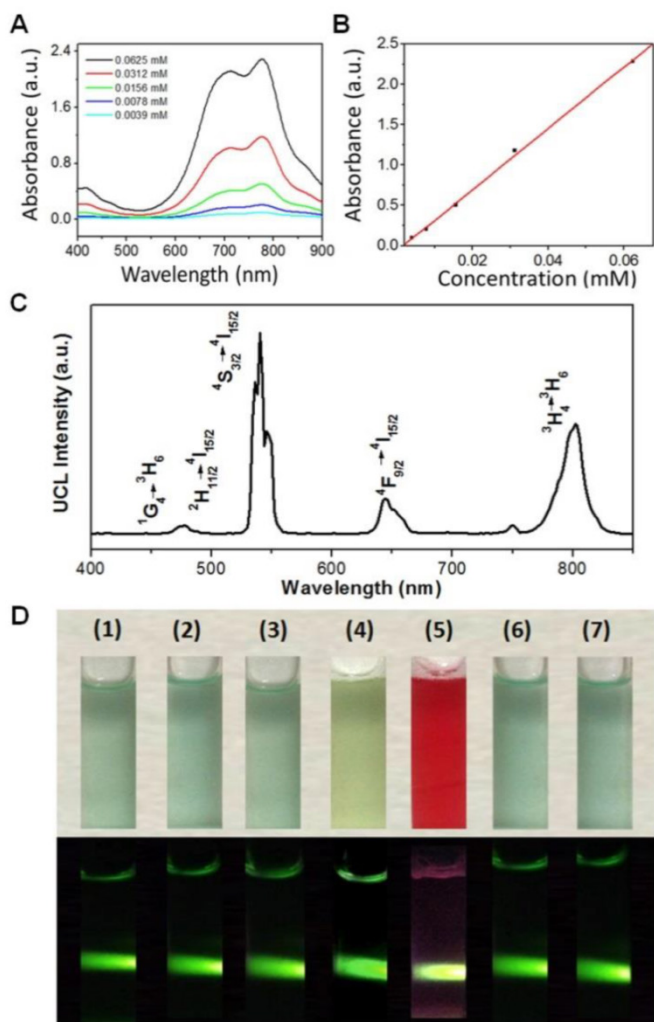 A
B
2.4
1.6
0.8
0.0
Absorbance (a.u.)
0.0625 mM
0.0312 mM
0.0156 mM
0.0078 mM
0.0039 mM
400 500 600 700 800 900
Wavelength (nm)
2.5
2.0
1.5
1.0
0.5
0.0
Absorbance (a.u.)
0.02 0.04 0.06
Concentration (mM)
C
UCL Intensity (a.u.)
¹G₄→³H₆
²H₁₁/₂→⁴I₁₅/₂
⁴S₃/₂→⁴I₁₅/₂
⁴F₉/₂→⁴I₁₅/₂
³H₄→³H₆
400 500 600 700 800
Wavelength (nm)
D
(1) (2) (3) (4) (5) (6) (7)